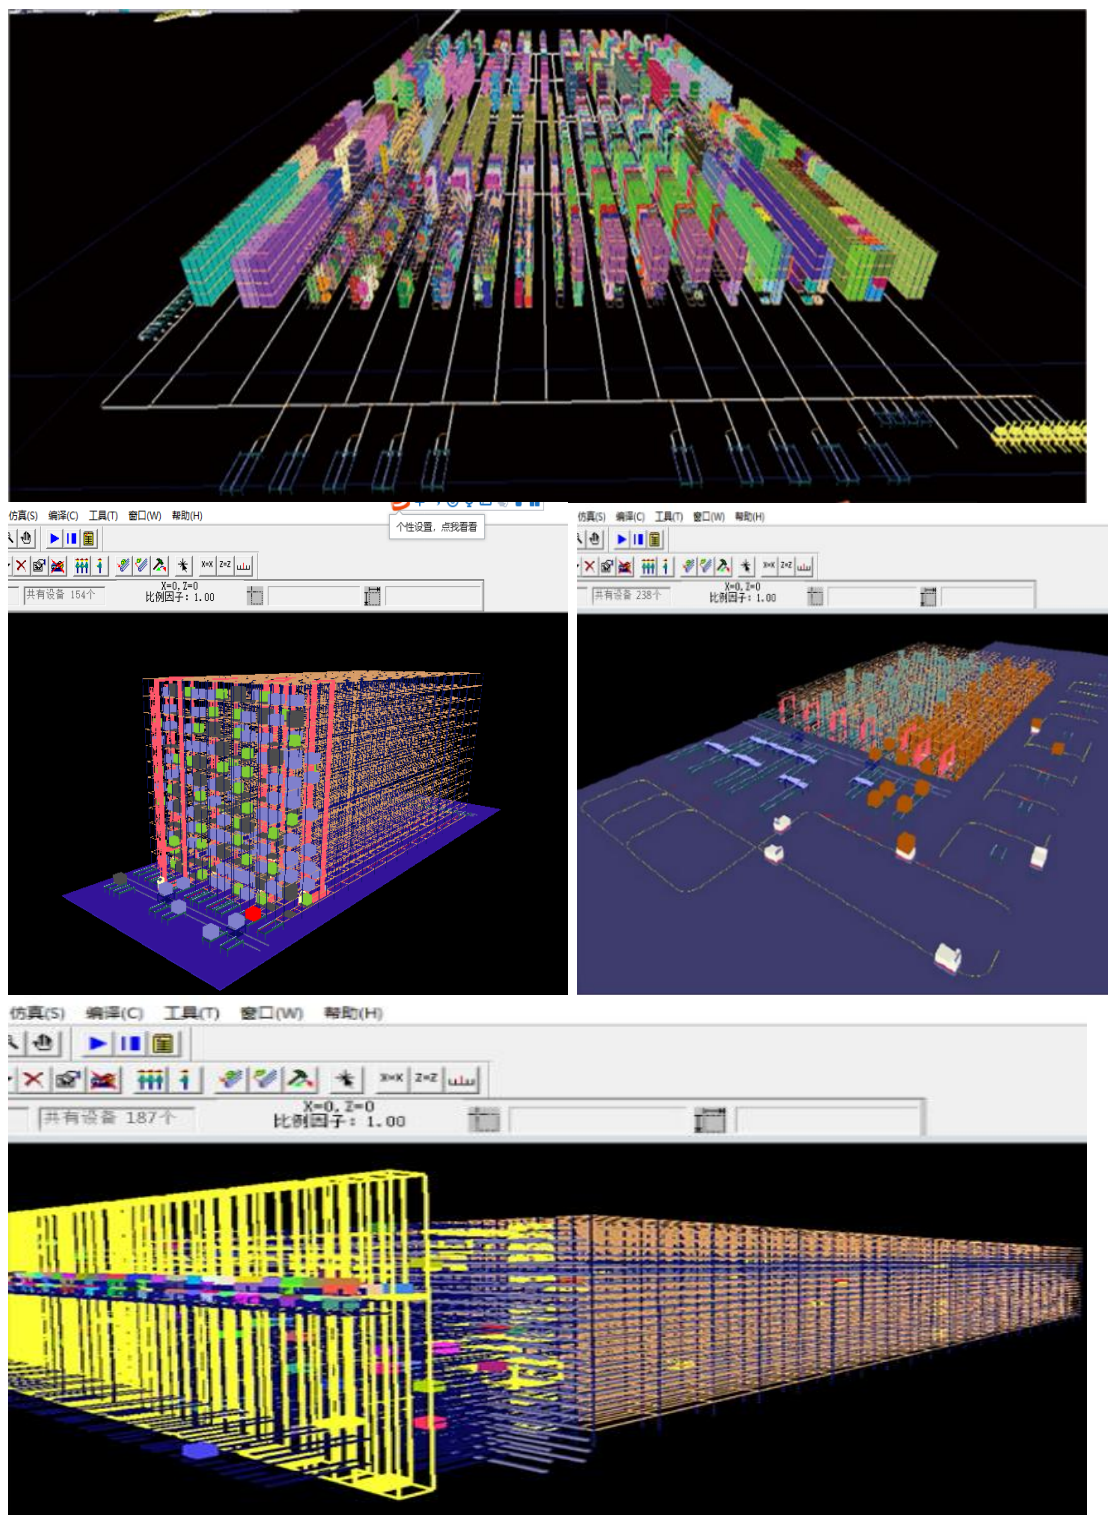 仿真(S) 编译(C) 工具(T) 窗口(W) 帮助(H)
个性设置，点我看看
X=X Z=Z
共有设备 154个
X=0,Z=0
比例因子: 1.00
仿真(S) 编译(C) 工具(T) 窗口(W) 帮助(H)
X=X Z=Z
共有设备 238个
X=0,Z=0
比例因子: 1.00
仿真(S) 编译(C) 工具(T) 窗口(W) 帮助(H)
X=X Z=Z
共有设备 187个
X=0,Z=0
比例因子: 1.00